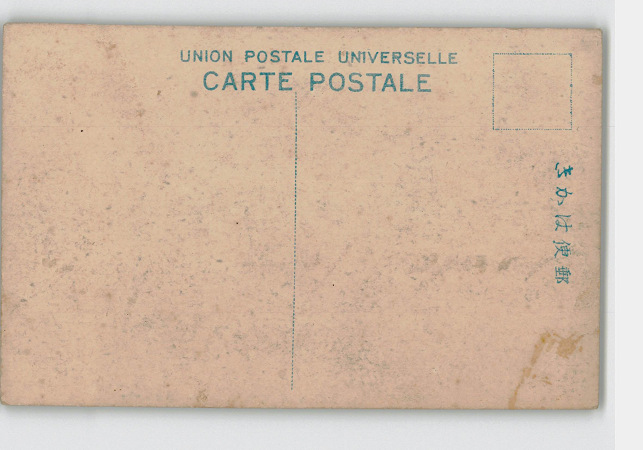 UNION POSTALE UNIVERSELLE
CARTE POSTALE
きかは便郵